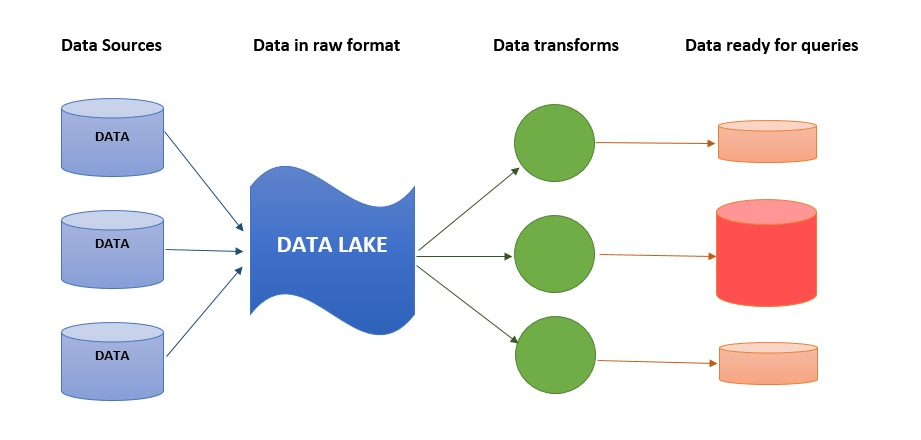 Data Sources
Data in raw format
Data transforms
Data ready for queries
DATA
DATA
DATA LAKE
DATA